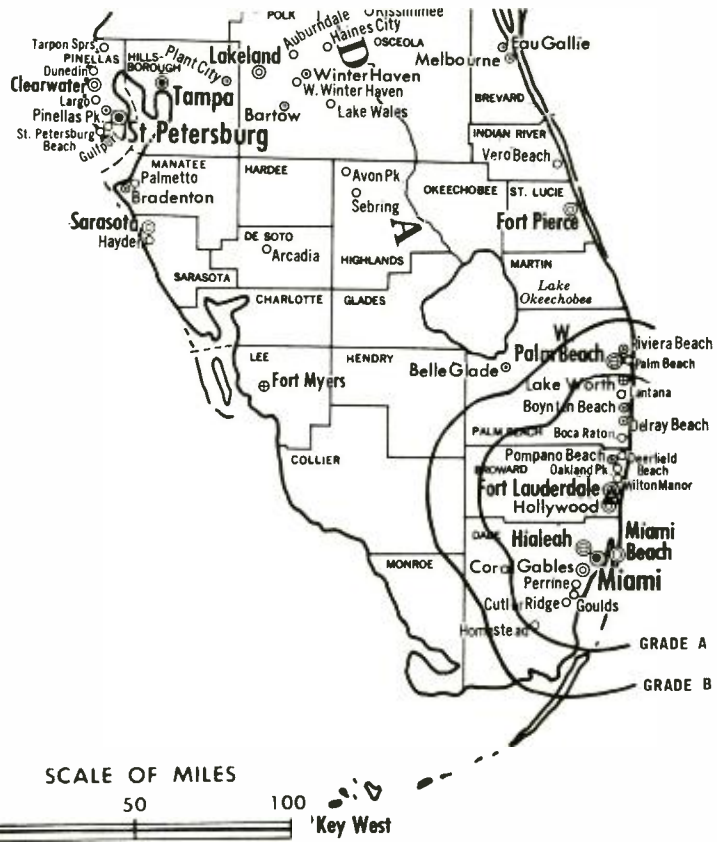 POLK
Kissimmee
Auburndale
Haines City
OSCEOLA
Tarpon Sprs.
PINELLAS
HILLS-
BOROUGH
Plant City
Lakeland
D
Eau Gallie
Melbourne
Dunedin
Clearwater
Winter Haven
W. Winter Haven
Largo
Tampa
BREVARD
Pinellas Pk
Bartow
Lake Wales
St. Petersburg
St. Petersburg
Beach
Gulfport
INDIAN RIVER
Vero Beach
MANATEE
HARDEE
Palmetto
Bradenton
Avon Pk
Sebring
OKEECHOBEE
ST. LUCIE
Sarasota
Hayden
A
Fort Pierce
DE SOTO
Arcadia
HIGHLANDS
MARTIN
SARASOTA
CHARLOTTE
GLADES
Lake
Okeechobee
W
Palm Beach
Riviera Beach
Palm Beach
LEE
HENDRY
Belle Glade
Fort Myers
Lake Worth
Lantana
Boynton Beach
Delray Beach
PALM BEACH
Boca Raton
COLLIER
Pompano Beach
Deerfield
Beach
BROWARD
Oakland Pk
Fort Lauderdale
Wilton Manor
Hollywood
DADE
Hialeah
Miami
Beach
MONROE
Coral Gables
Miami
Perrine
Cutler Ridge
Goulds
Homestead
GRADE A
GRADE B
SCALE OF MILES
50
100
Key West